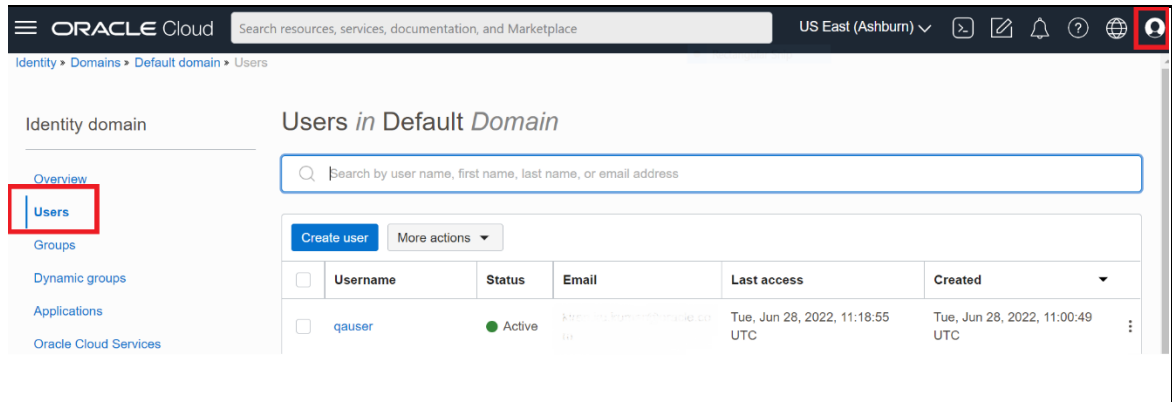 ORACLE Cloud
Search resources, services, documentation, and Marketplace
US East (Ashburn)
Identity » Domains » Default domain » Users
Identity domain
Overview
Users
Groups
Dynamic groups
Applications
Oracle Cloud Services
Users in Default Domain
Search by user name, first name, last name, or email address
Create user
More actions
Username Status Email Last access Created
qauser Active Tue, Jun 28, 2022, 11:18:55 Tue, Jun 28, 2022, 11:00:49
UTC UTC